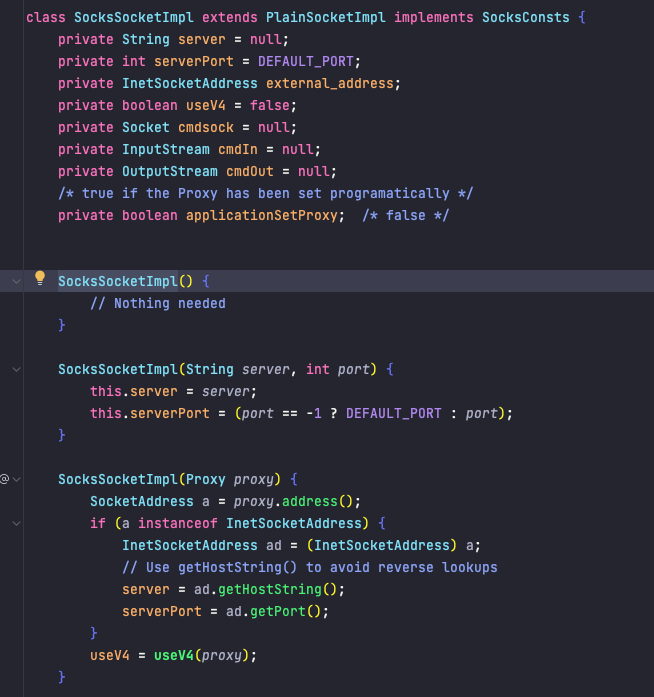 class SocksSocketImpl extends PlainSocketImpl implements SocksConsts {
    private String server = null;
    private int serverPort = DEFAULT_PORT;
    private InetSocketAddress external_address;
    private boolean useV4 = false;
    private Socket cmdsock = null;
    private InputStream cmdIn = null;
    private OutputStream cmdOut = null;
    /* true if the Proxy has been set programatically */
    private boolean applicationSetProxy;  /* false */
    SocksSocketImpl() {
        // Nothing needed
    }
    SocksSocketImpl(String server, int port) {
        this.server = server;
        this.serverPort = (port == -1 ? DEFAULT_PORT : port);
    }
@
    SocksSocketImpl(Proxy proxy) {
        SocketAddress a = proxy.address();
        if (a instanceof InetSocketAddress) {
            InetSocketAddress ad = (InetSocketAddress) a;
            // Use getHostString() to avoid reverse lookups
            server = ad.getHostString();
            serverPort = ad.getPort();
        }
        useV4 = useV4(proxy);
    }